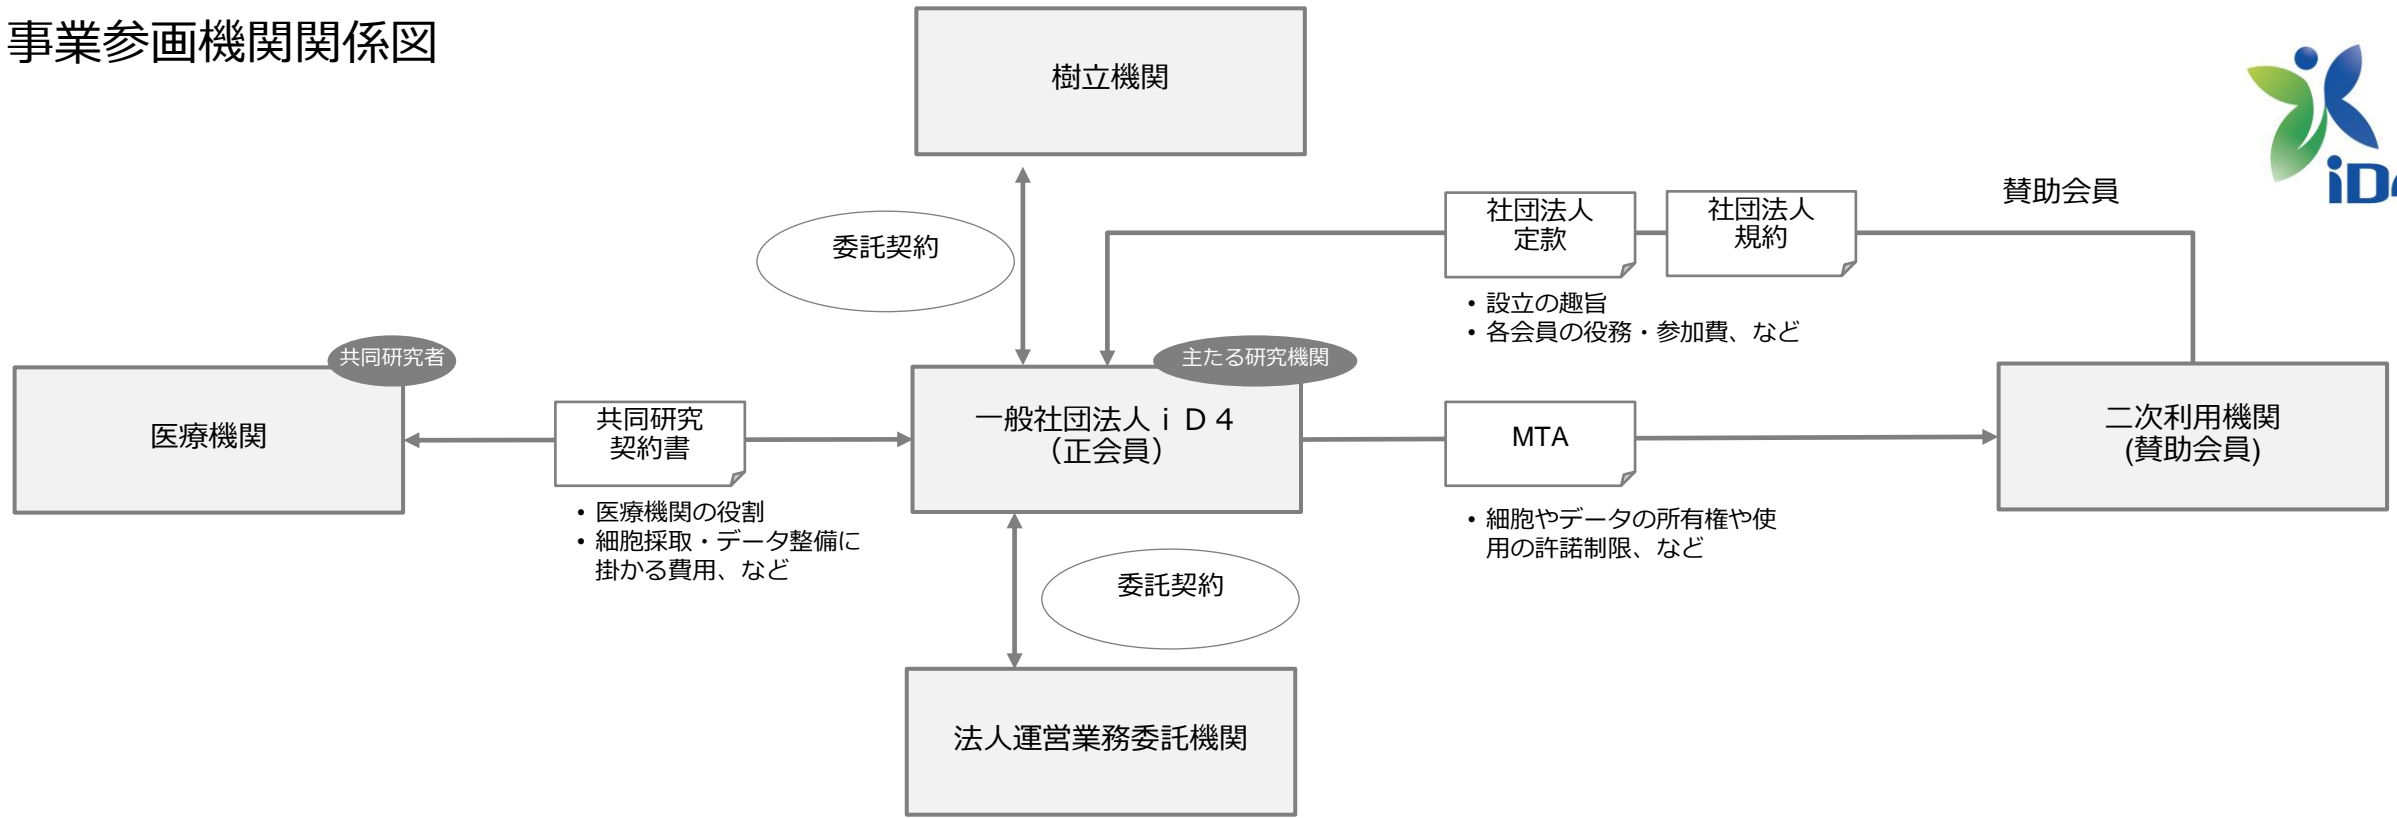 事業参画機関関係図
樹立機関
iD4
賛助会員
社団法人
定款
社団法人
規約
委託契約
• 設立の趣旨
• 各会員の役務・参加費、など
共同研究者
主たる研究機関
医療機関
共同研究
契約書
一般社団法人ｉＤ４
（正会員）
MTA
二次利用機関
(賛助会員)
• 医療機関の役割
• 細胞採取・データ整備に
掛かる費用、など
• 細胞やデータの所有権や使
用の許諾制限、など
委託契約
法人運営業務委託機関